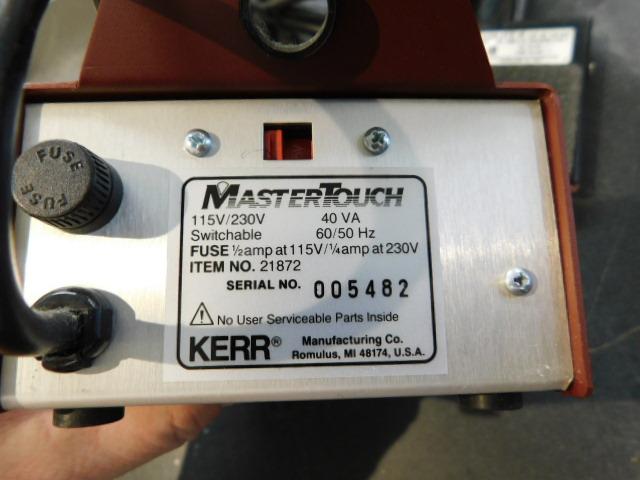 FUSE
FUSE
MASTERTOUCH
115V/230V 40 VA
Switchable 60/50 Hz
FUSE ½amp at 115V/¼amp at 230V
ITEM NO. 21872
SERIAL NO. 005482
⚠ No User Serviceable Parts Inside
KERR® Manufacturing Co.
Romulus, MI 48174, U.S.A.